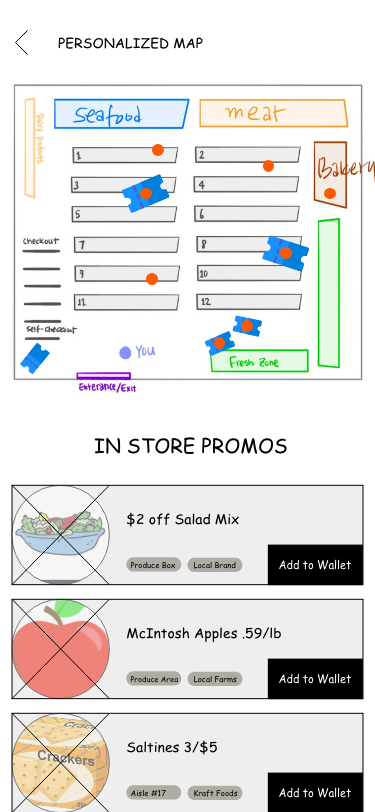 PERSONALIZED MAP
seafood
meat
Dairy products
Bakery
1
2
3
4
5
6
7
8
9
10
11
12
Checkout
self-checkout
You
Fresh Zone
Enterance/Exit
IN STORE PROMOS
$2 off Salad Mix
Produce Box
Local Brand
Add to Wallet
McIntosh Apples .59/lb
Produce Area
Local Farms
Add to Wallet
Crackers
Saltines 3/$5
Aisle #17
Kraft Foods
Add to Wallet